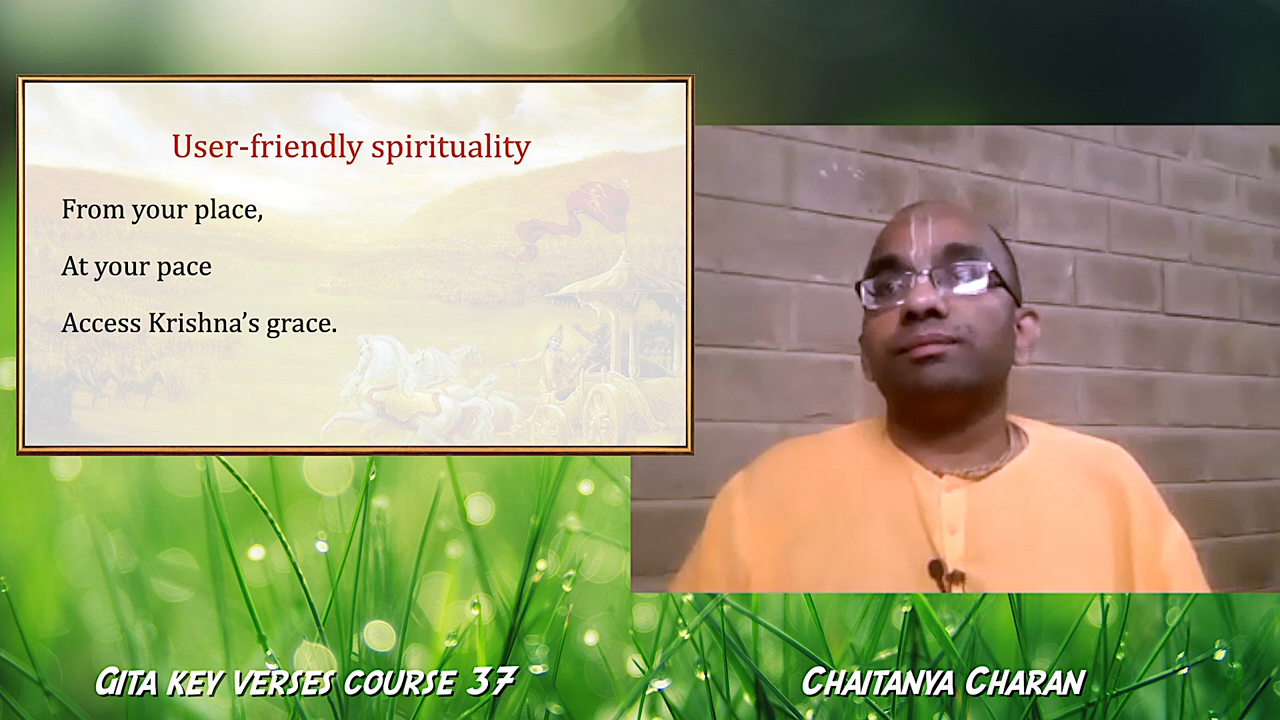 User-friendly spirituality
From your place,
At your pace
Access Krishna’s grace.
GITA KEY VERSES COURSE 37
CHAITANYA CHARAN